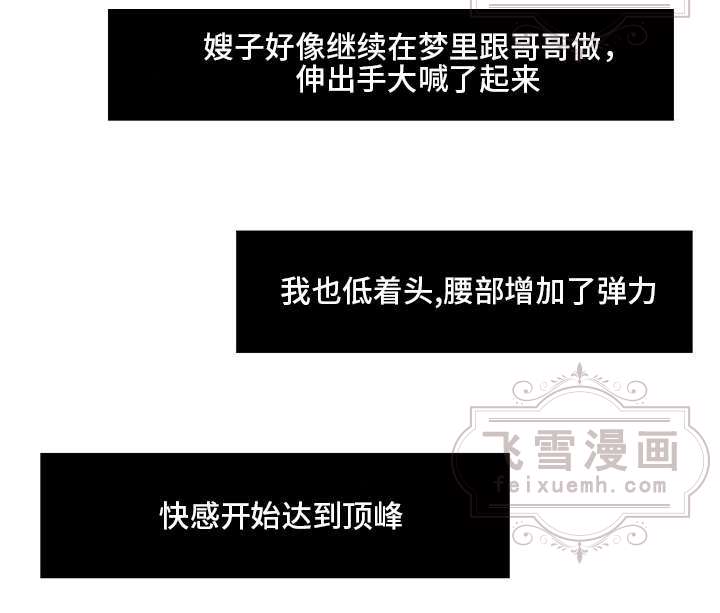 嫂子好像继续在梦里跟哥哥做，
伸出手大喊了起来
我也低着头,腰部增加了弹力
飞雪漫画
feixuemh.com
快感开始达到顶峰